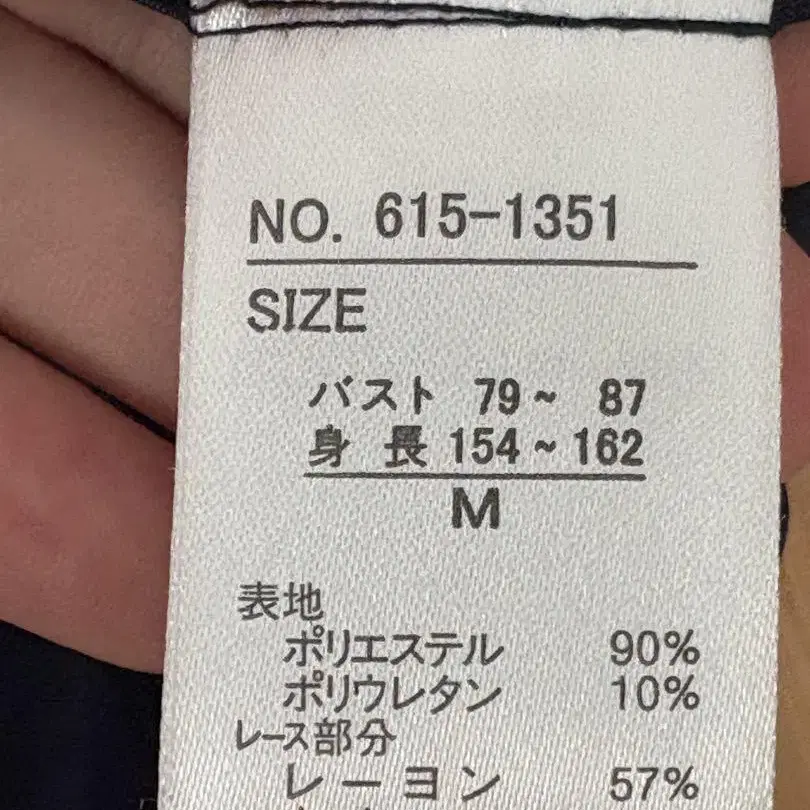 NO. 615-1351
SIZE
バスト 79~ 87
身 長 154~162
M
表地
ポリエステル 90%
ポリウレタン 10%
レース部分
レーヨン 57%